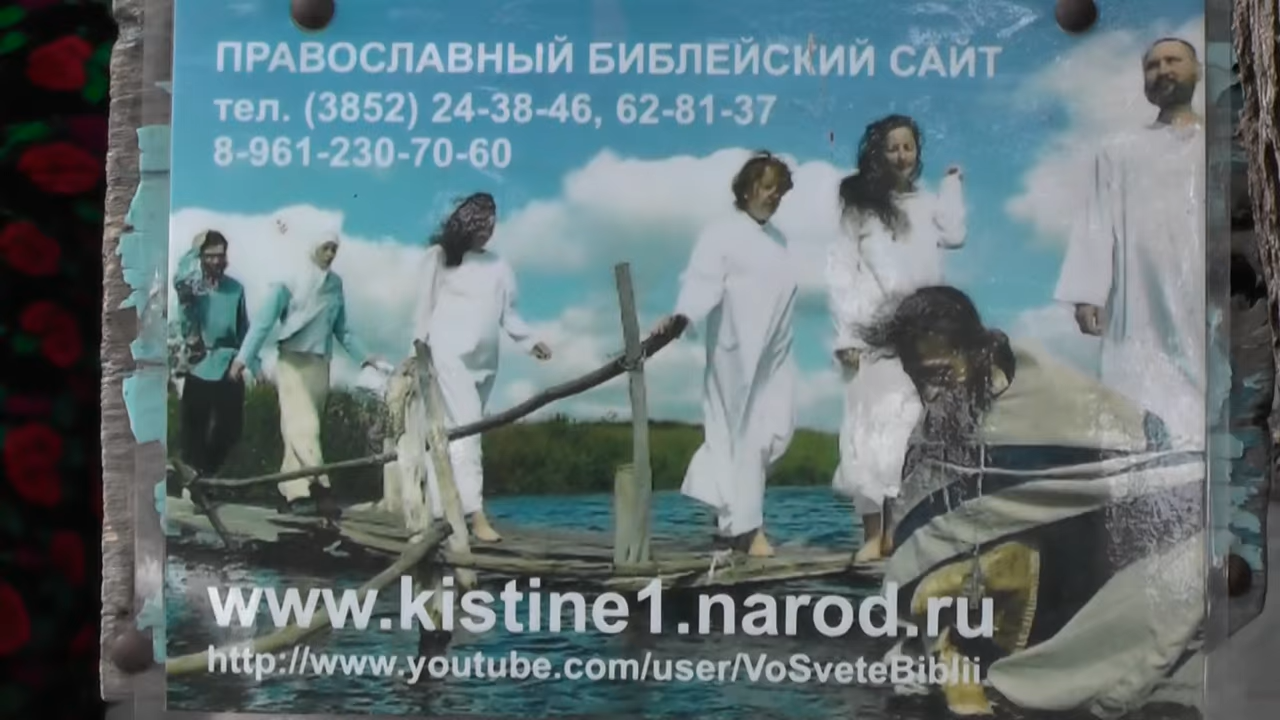 ПРАВОСЛАВНЫЙ БИБЛЕЙСКИЙ САЙТ
тел. (3852) 24-38-46, 62-81-37
8-961-230-70-60
www.kistine1.narod.ru
http://www.youtube.com/user/VoSveteBiblii